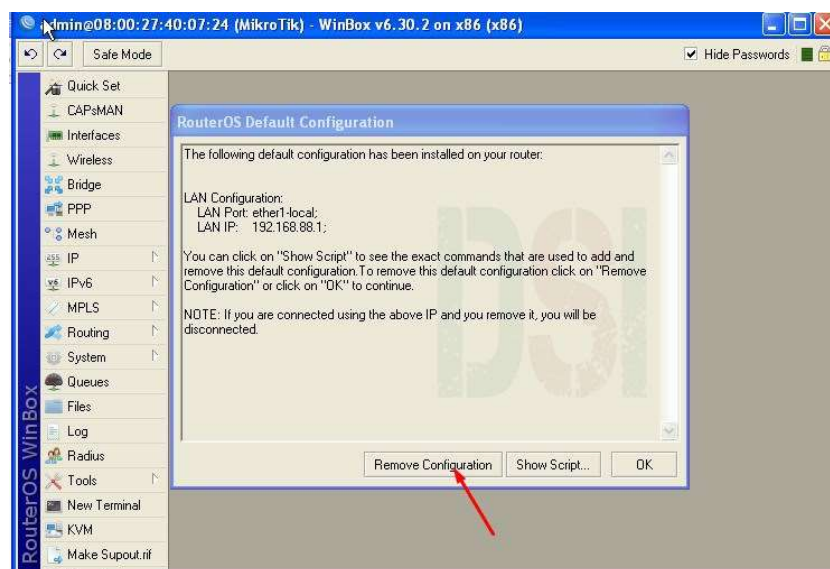 admin@08:00:27:40:07:24 (MikroTik) - WinBox v6.30.2 on x86 (x86)
Safe Mode
Hide Passwords
Quick Set
CAPsMAN
Interfaces
Wireless
Bridge
PPP
Mesh
IP
IPv6
MPLS
Routing
System
Queues
Files
Log
Radius
Tools
New Terminal
KVM
Make Supout.rif
RouterOS WinBox
RouterOS Default Configuration
The following default configuration has been installed on your router:
LAN Configuration:
LAN Port: ether1-local;
LAN IP: 192.168.88.1;
You can click on "Show Script" to see the exact commands that are used to add and
remove this default configuration.To remove this default configuration click on "Remove
Configuration" or click on "OK" to continue.
NOTE: If you are connected using the above IP and you remove it, you will be
disconnected.
DSI
Remove Configuration
Show Script...
OK